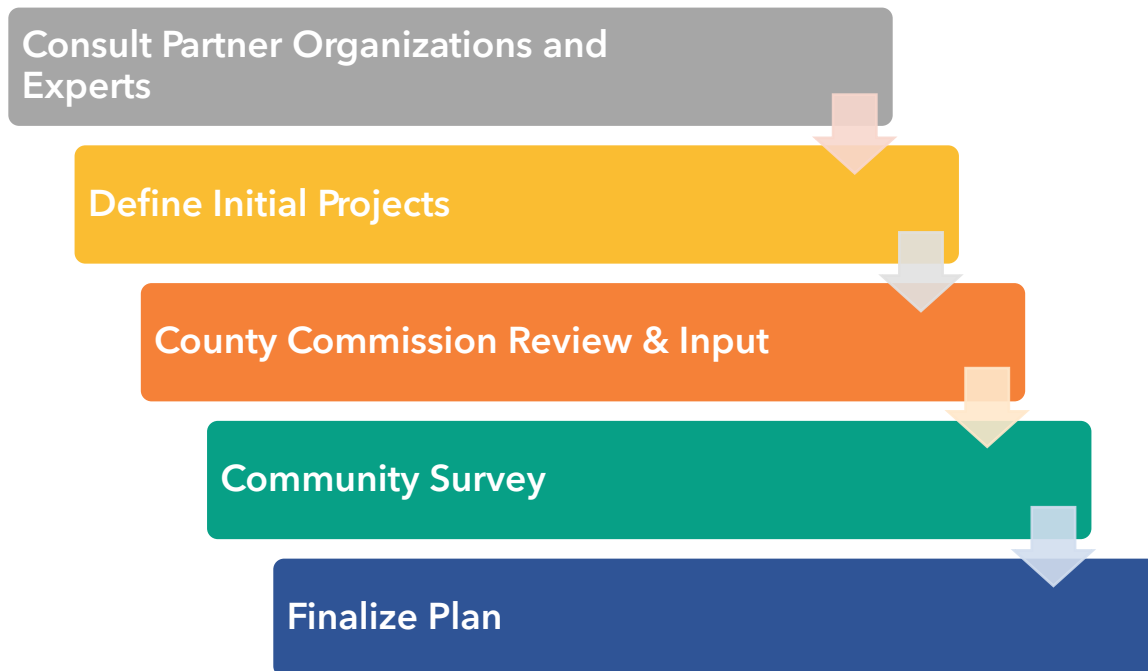 Consult Partner Organizations and
Experts
Define Initial Projects
County Commission Review & Input
Community Survey
Finalize Plan